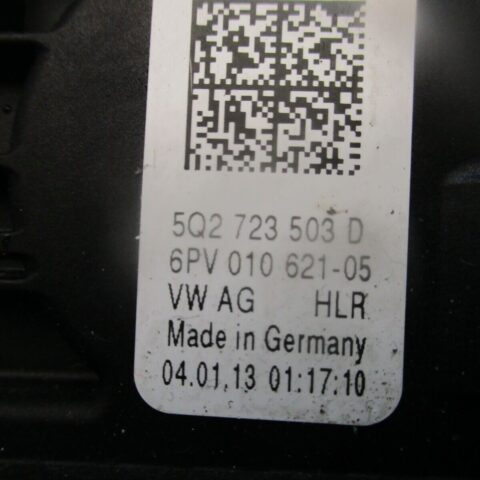 5Q2 723 503 D
6PV 010 621-05
VW AG HLR
Made in Germany
04.01.13 01:17:10